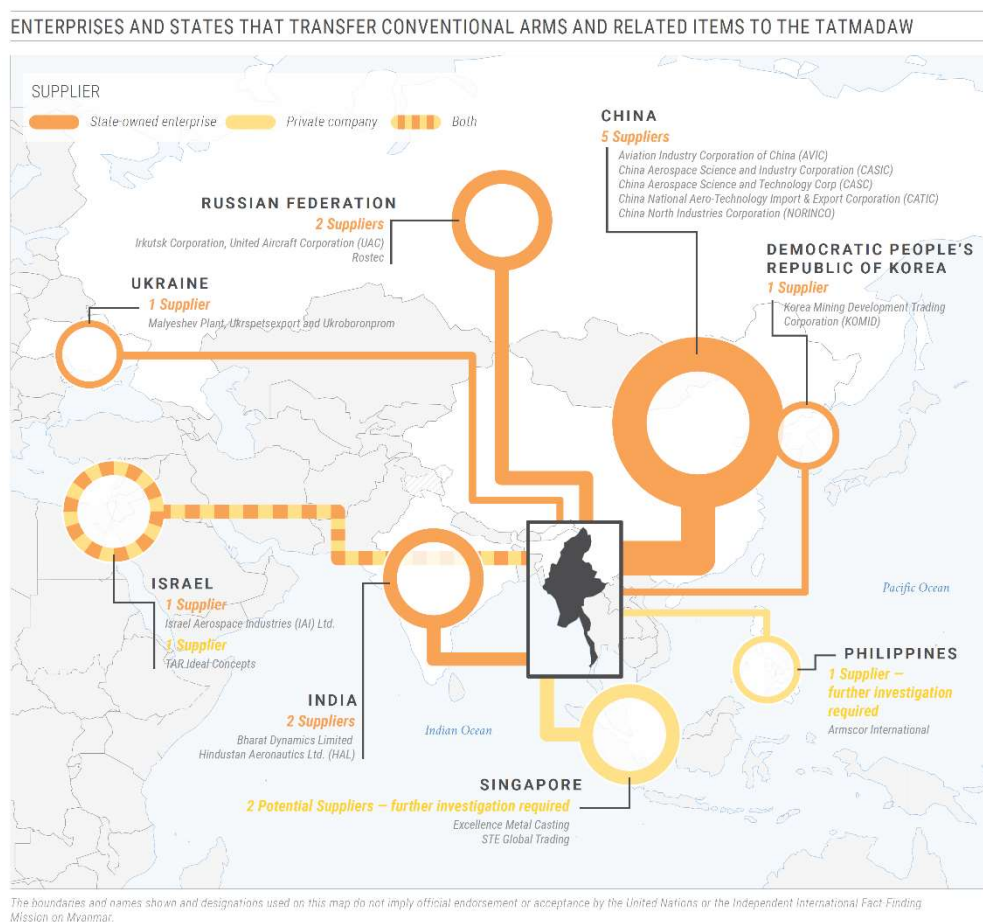 ENTERPRISES AND STATES THAT TRANSFER CONVENTIONAL ARMS AND RELATED ITEMS TO THE TATMADAW
SUPPLIER
State-owned enterprise
Private company
Both
CHINA
5 Suppliers
Aviation Industry Corporation of China (AVIC)
China Aerospace Science and Industry Corporation (CASIC)
China Aerospace Science and Technology Corp (CASC)
China National Aero-Technology Import & Export Corporation (CATIC)
China North Industries Corporation (NORINCO)
RUSSIAN FEDERATION
2 Suppliers
Irkutsk Corporation, United Aircraft Corporation (UAC)
Rostec
DEMOCRATIC PEOPLE'S
REPUBLIC OF KOREA
1 Supplier
Korea Mining Development Trading
Corporation (KOMID)
UKRAINE
1 Supplier
Malyeshev Plant, Ukrspetsexport and Ukroboronprom
ISRAEL
1 Supplier
Israel Aerospace Industries (IAI) Ltd.
1 Supplier
TAR Ideal Concepts
Pacific Ocean
PHILIPPINES
1 Supplier –
further investigation
required
Armscor International
INDIA
2 Suppliers
Bharat Dynamics Limited
Hindustan Aeronautics Ltd. (HAL)
Indian Ocean
SINGAPORE
2 Potential Suppliers – further investigation required
Excellence Metal Casting
STE Global Trading
The boundaries and names shown and designations used on this map do not imply official endorsement or acceptance by the United Nations or the Independent International Fact-Finding
Mission on Myanmar.